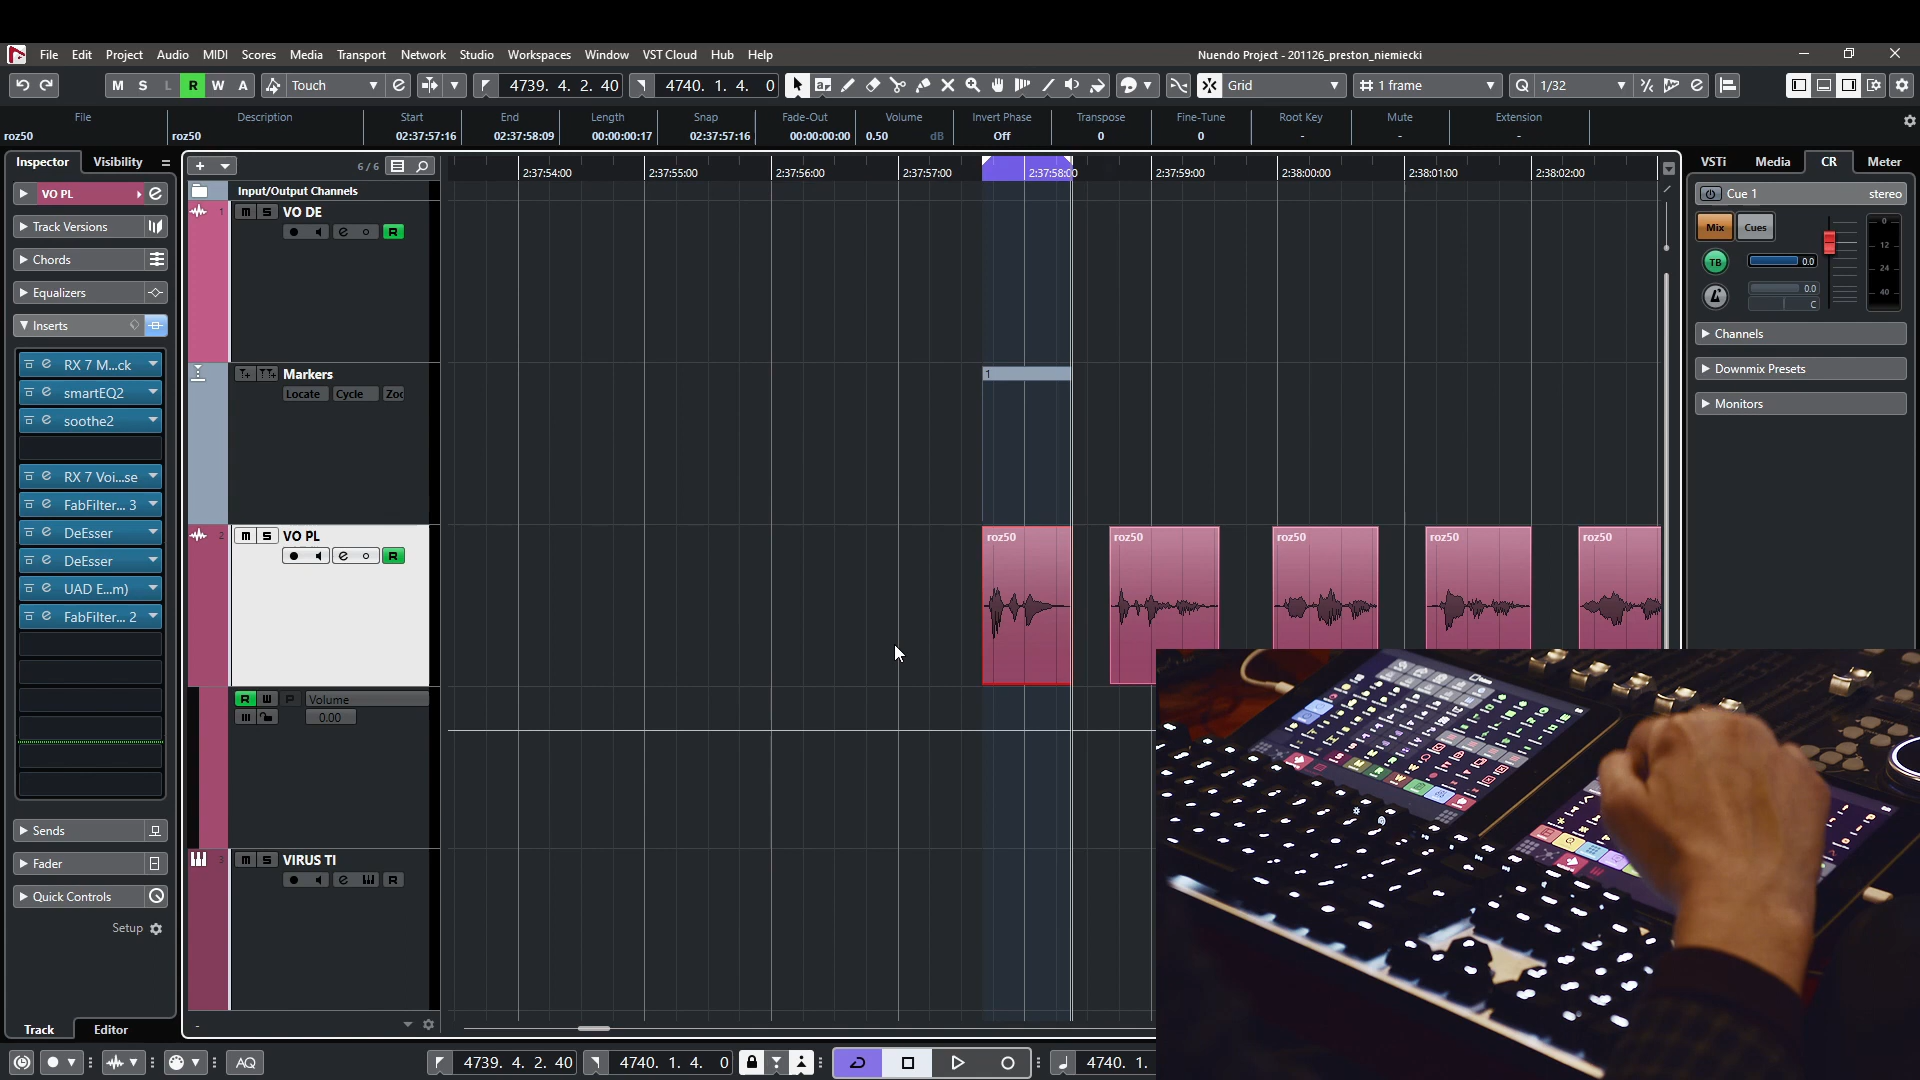 File Edit Project Audio MIDI Scores Media Transport Network Studio Workspaces Window VST Cloud Hub Help
Nuendo Project - 201126_preston_niemiecki
M S L R W A Touch 4739. 4. 2. 40 4740. 1. 4. 0 Grid 1 frame Q 1/32
File Description Start End Length Snap Fade-Out Volume Invert Phase Transpose Fine-Tune Root Key Mute Extension
roz50 roz50 02:37:57:16 02:37:58:09 00:00:00:17 02:37:57:16 00:00:00:00 0.50 dB Off 0 0 - - -
Inspector Visibility
6 / 6
2:37:54:00 2:37:55:00 2:37:56:00 2:37:57:00 2:37:58:00 2:37:59:00 2:38:00:00 2:38:01:00 2:38:02:00
VSTi Media CR Meter
VO PL
Track Versions
Chords
Equalizers
Inserts
RX 7 M...ck
smartEQ2
soothe2
RX 7 Voi...se
FabFilter... 3
DeEsser
DeEsser
UAD E...m)
FabFilter... 2
Sends
Fader
Quick Controls
Setup
Track Editor
Input/Output Channels
1 M S VO DE
R
Markers
Locate Cycle Zoo
1
2 M S VO PL
R
roz50 roz50 roz50 roz50 roz50
R W P Volume
0.00
3 M S VIRUS TI
R
Cue 1 stereo
Mix Cues
TB 0.0
0.0
C
0
12
24
40
Channels
Downmix Presets
Monitors
AQ 4739. 4. 2. 40 4740. 1. 4. 0 4740. 1.